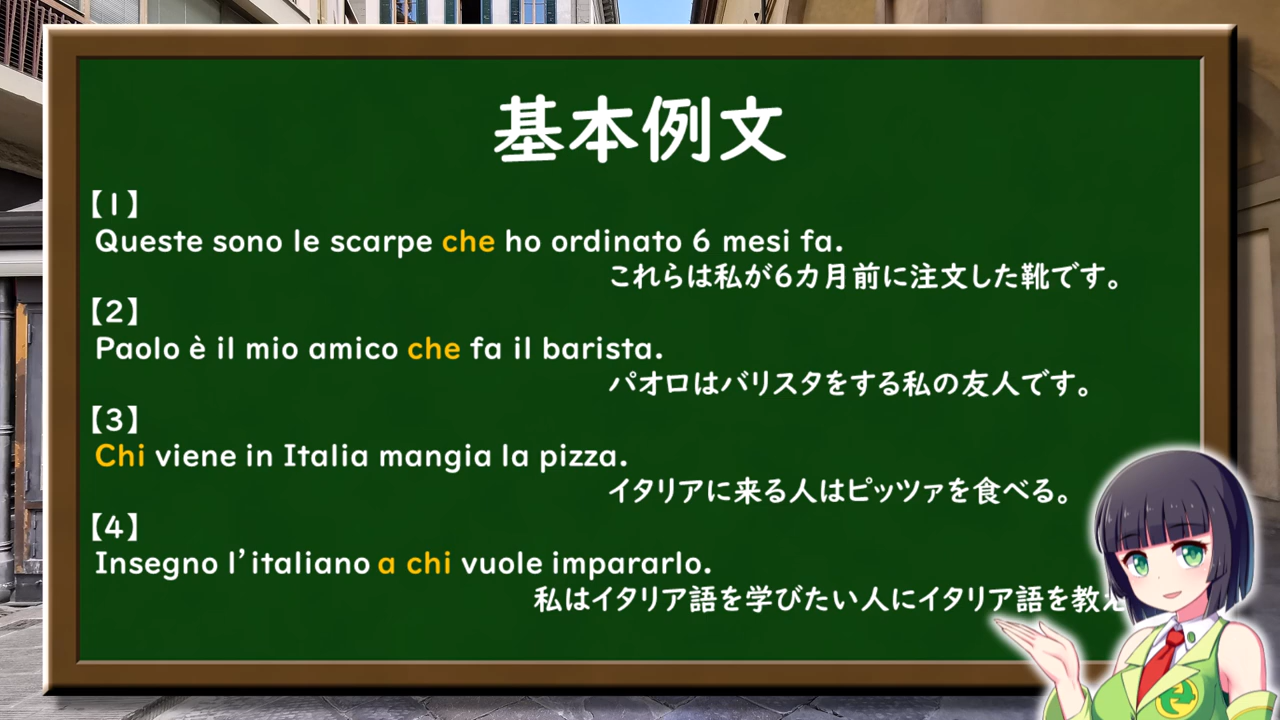 基本例文
【1】
Queste sono le scarpe che ho ordinato 6 mesi fa.
これらは私が6カ月前に注文した靴です。
【2】
Paolo è il mio amico che fa il barista.
パオロはバリスタをする私の友人です。
【3】
Chi viene in Italia mangia la pizza.
イタリアに来る人はピッツァを食べる。
【4】
Insegno l’italiano a chi vuole impararlo.
私はイタリア語を学びたい人にイタリア語を教え